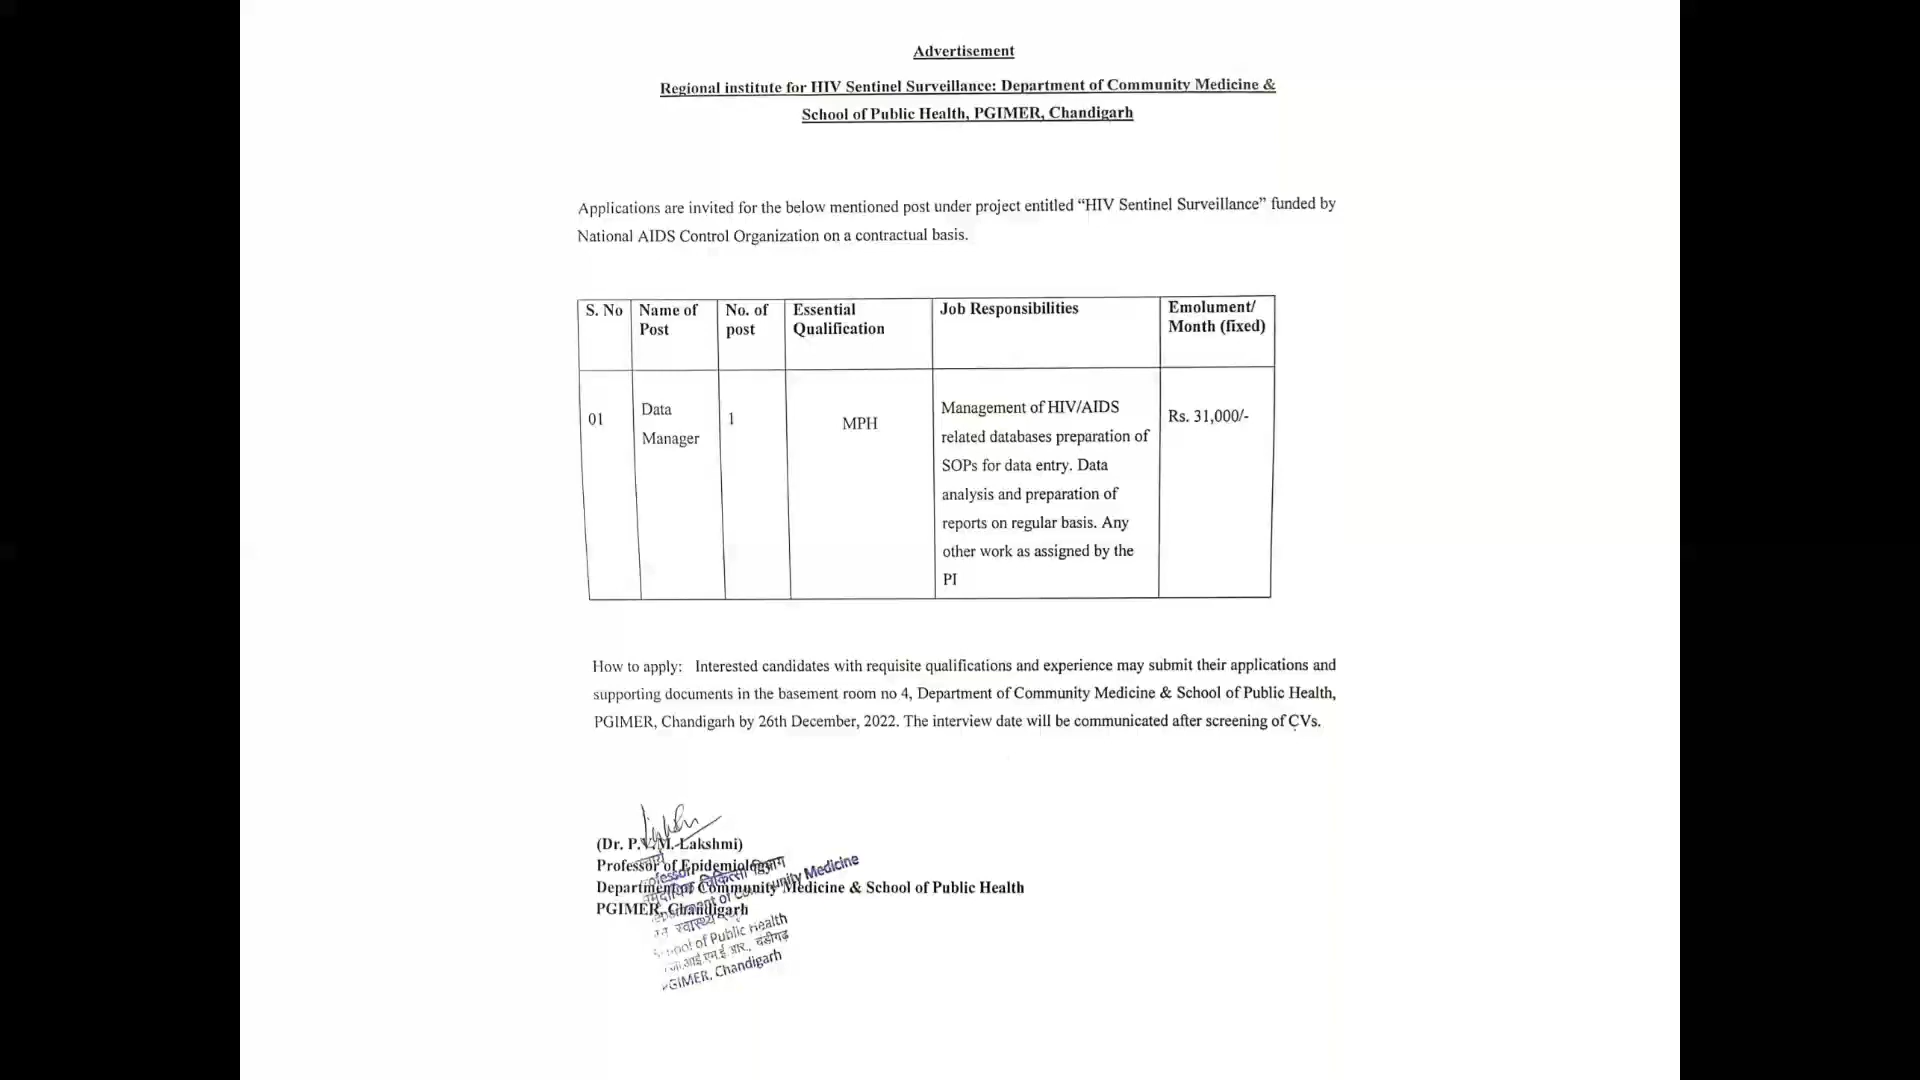 Advertisement
Regional institute for HIV Sentinel Surveillance: Department of Community Medicine &
School of Public Health, PGIMER, Chandigarh
Applications are invited for the below mentioned post under project entitled “HIV Sentinel Surveillance” funded by
National AIDS Control Organization on a contractual basis.
S. No
Name of
Post
No. of
post
Essential
Qualification
Job Responsibilities
Emolument/
Month (fixed)
01
Data
Manager
1
MPH
Management of HIV/AIDS
related databases preparation of
SOPs for data entry. Data
analysis and preparation of
reports on regular basis. Any
other work as assigned by the
PI
Rs. 31,000/-
How to apply: Interested candidates with requisite qualifications and experience may submit their applications and
supporting documents in the basement room no 4, Department of Community Medicine & School of Public Health,
PGIMER, Chandigarh by 26th December, 2022. The interview date will be communicated after screening of CVs.
(Dr. P.V.M. Lakshmi)
Professor of Epidemiology
Department of Community Medicine & School of Public Health
PGIMER, Chandigarh
चिकित्सा विभाग
of Community Medicine
स्वास्थ्य
of Public Health
चंडीगढ़
PGIMER, Chandigarh